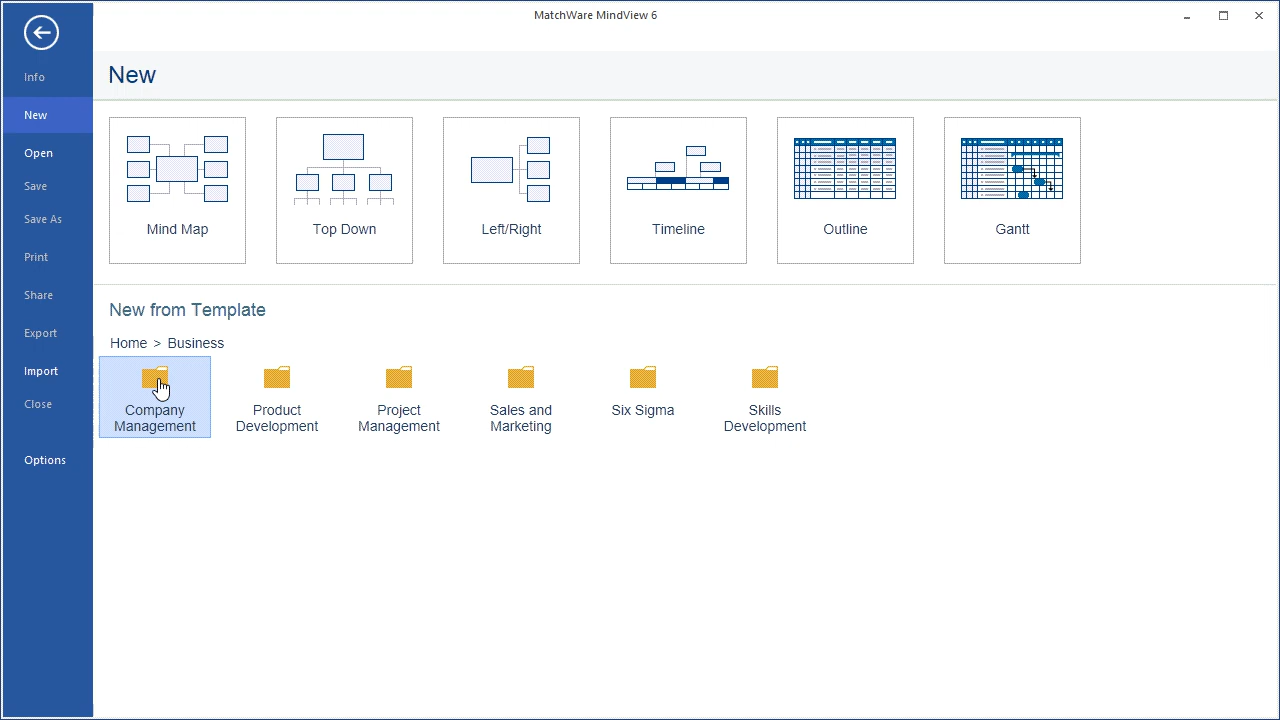 MatchWare MindView 6
Info
New
Open
Save
Save As
Print
Share
Export
Import
Close
Options
New
Mind Map
Top Down
Left/Right
Timeline
Outline
Gantt
New from Template
Home > Business
Company
Management
Product
Development
Project
Management
Sales and
Marketing
Six Sigma
Skills
Development